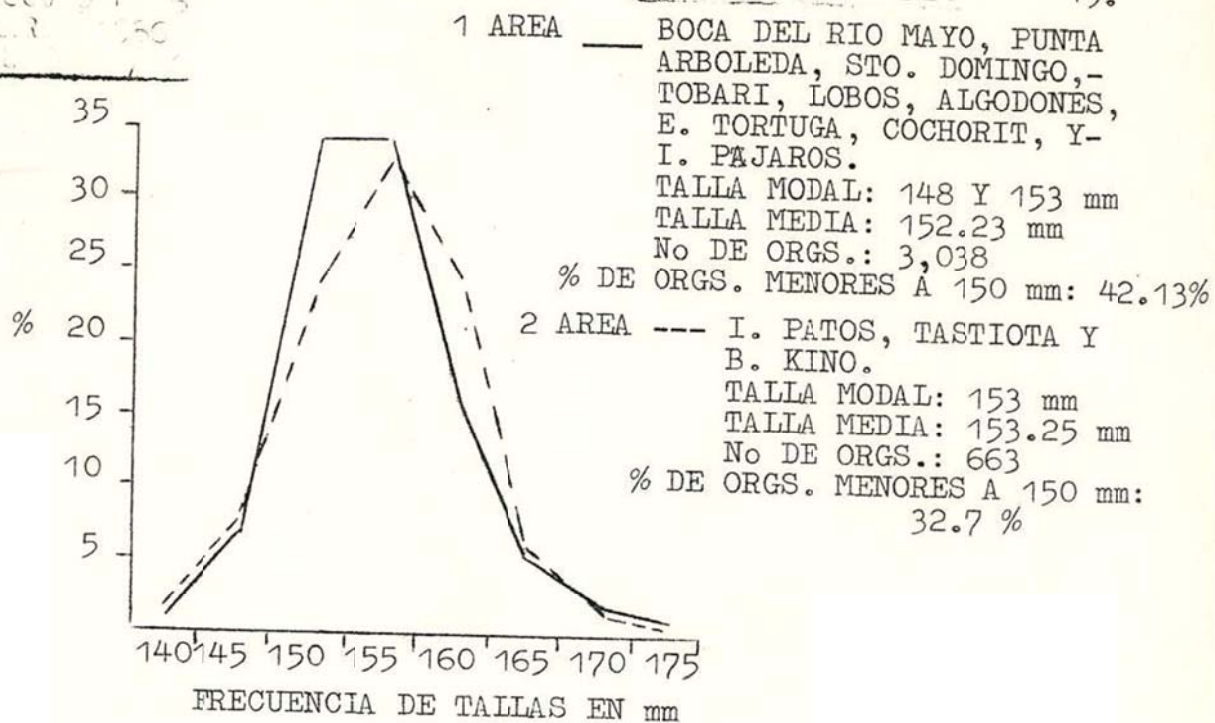 1 AREA ___ BOCA DEL RIO MAYO, PUNTA
ARBOLEDA, STO. DOMINGO,-
TOBARI, LOBOS, ALGODONES,
E. TORTUGA, COCHORIT, Y-
I. PAJAROS.
TALLA MODAL: 148 Y 153 mm
TALLA MEDIA: 152.23 mm
No DE ORGS.: 3,038
% DE ORGS. MENORES A 150 mm: 42.13%
2 AREA --- I. PATOS, TASTIOTA Y
B. KINO.
TALLA MODAL: 153 mm
TALLA MEDIA: 153.25 mm
No DE ORGS.: 663
% DE ORGS. MENORES A 150 mm:
32.7 %
35
30
25
% 20
15
10
5
140 145 150 155 160 165 170 175
FRECUENCIA DE TALLAS EN mm